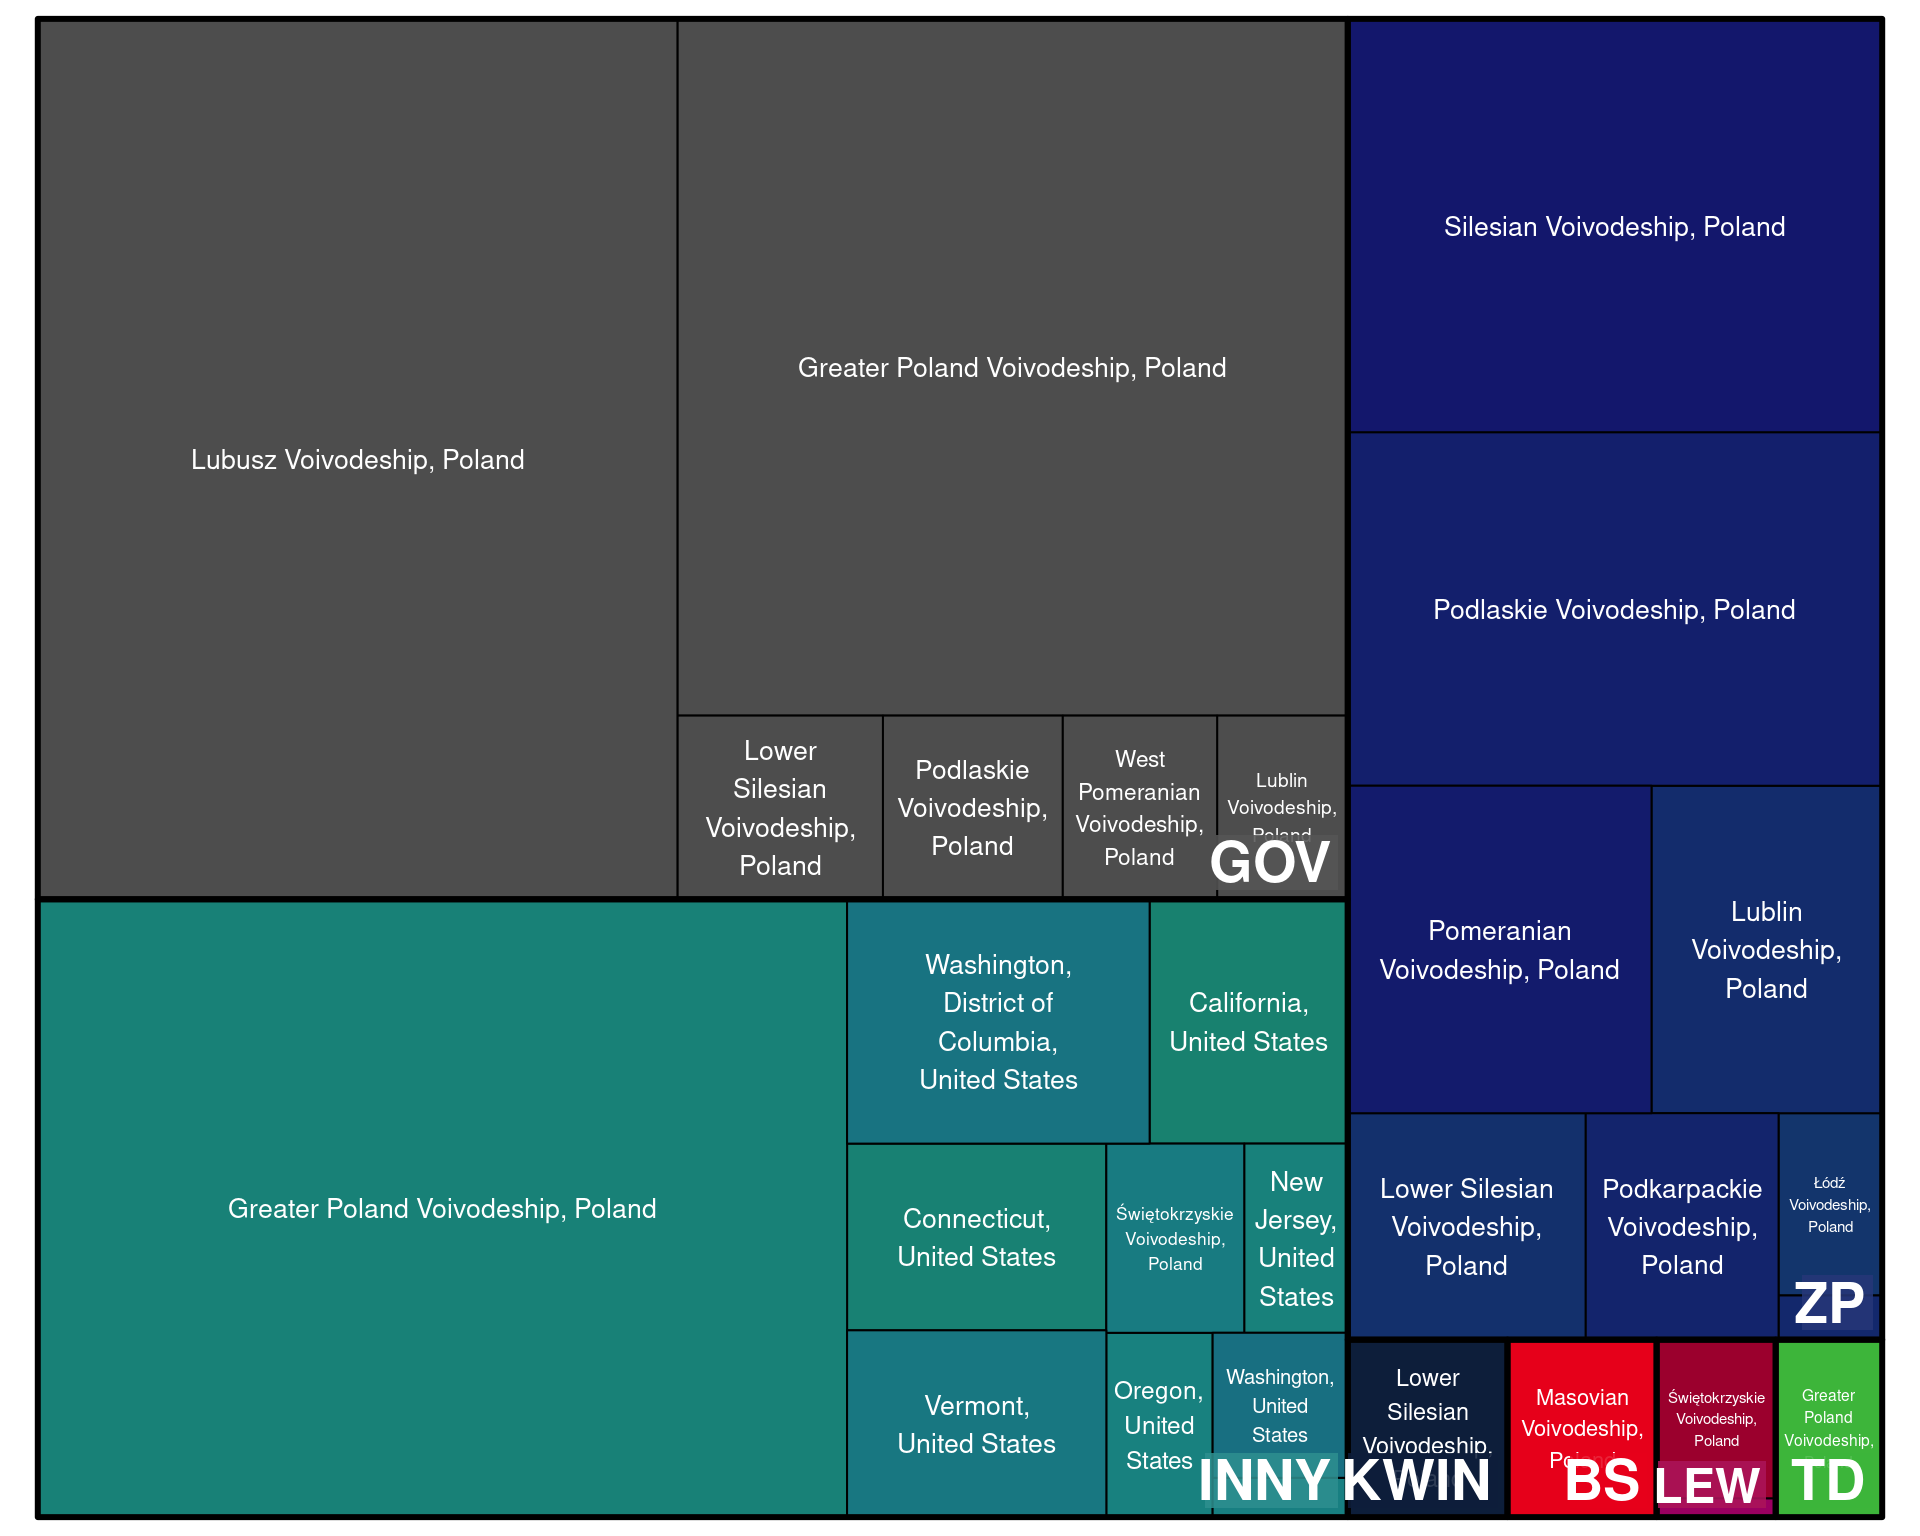 Lubusz Voivodeship, Poland
Greater Poland Voivodeship, Poland
Lower
Silesian
Voivodeship,
Poland
Podlaskie
Voivodeship,
Poland
West
Pomeranian
Voivodeship,
Poland
Lublin
Voivodeship,
Poland
GOV
Silesian Voivodeship, Poland
Podlaskie Voivodeship, Poland
Pomeranian
Voivodeship, Poland
Lublin
Voivodeship,
Poland
Lower Silesian
Voivodeship,
Poland
Podkarpackie
Voivodeship,
Poland
Łódź
Voivodeship,
Poland
ZP
Greater Poland Voivodeship, Poland
Washington,
District of
Columbia,
United States
California,
United States
Connecticut,
United States
Świętokrzyskie
Voivodeship,
Poland
New
Jersey,
United
States
Vermont,
United States
Oregon,
United
States
Washington,
United
States
INNY
Lower
Silesian
Voivodeship,
KWIN
Masovian
Voivodeship,
BS
Świętokrzyskie
Voivodeship,
Poland
LEW
Greater
Poland
Voivodeship,
TD